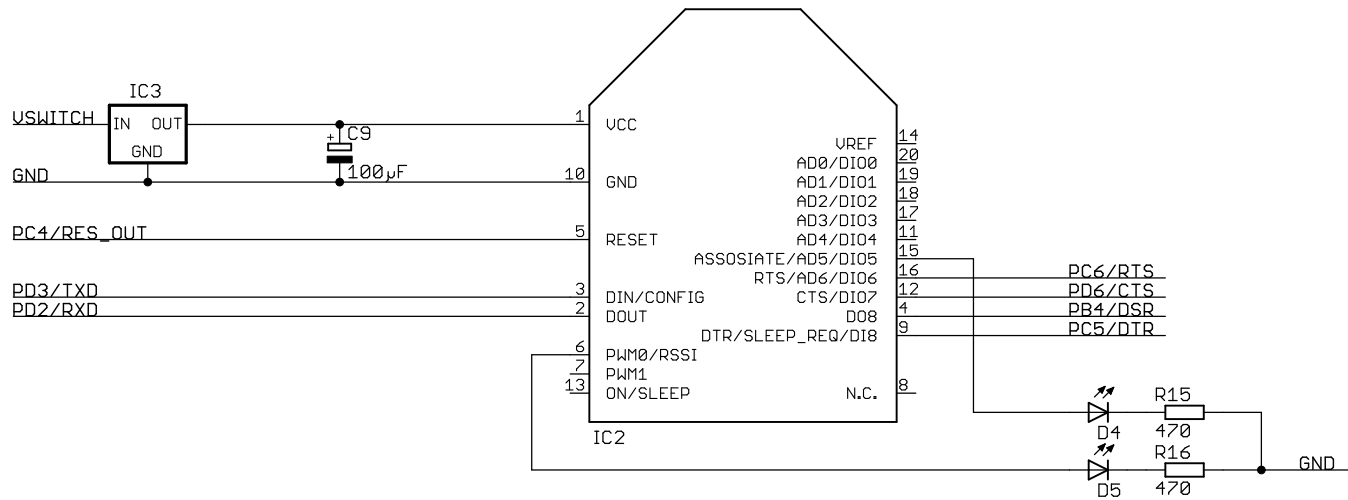 IC3
VSWITCH
IN OUT
GND
+ C9
100µF
GND
PC4/RES_OUT
PD3/TXD
PD2/RXD
1 VCC
10 GND
5 RESET
3 DIN/CONFIG
2 DOUT
6 PWM0/RSSI
7 PWM1
13 ON/SLEEP
IC2
VREF 14
AD0/DIO0 20
AD1/DIO1 19
AD2/DIO2 18
AD3/DIO3 17
AD4/DIO4 11
ASSOSIATE/AD5/DIO5 15
RTS/AD6/DIO6 16
CTS/DIO7 12
DO8 4
DTR/SLEEP_REQ/DI8 9
N.C. 8
PC6/RTS
PD6/CTS
PB4/DSR
PC5/DTR
R15
D4
470
R16
D5
470
GND